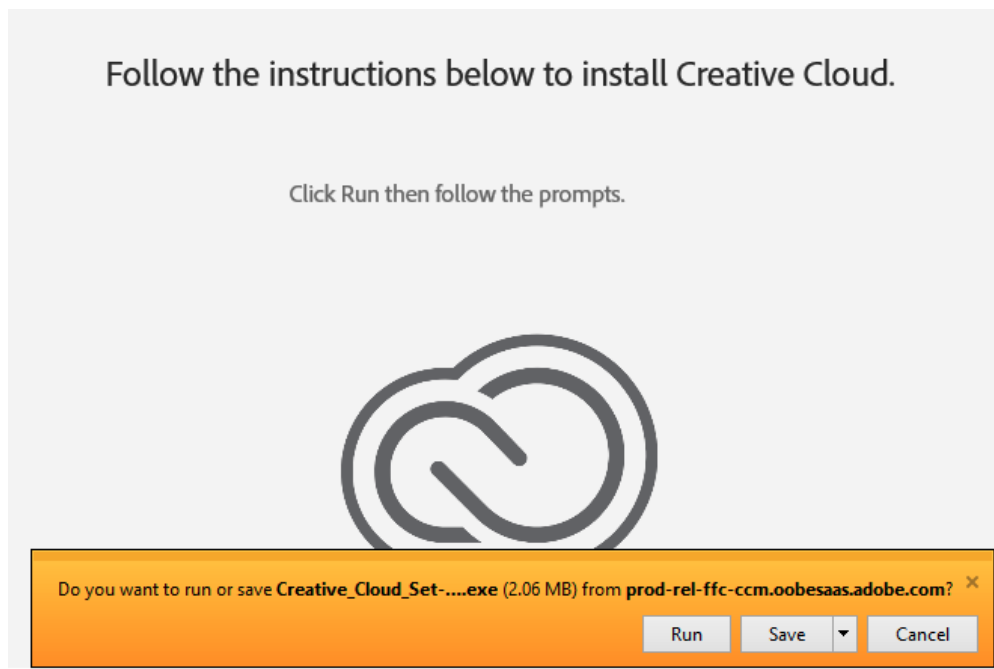 Follow the instructions below to install Creative Cloud.
Click Run then follow the prompts.
Do you want to run or save Creative_Cloud_Set-....exe (2.06 MB) from prod-rel-ffc-ccm.oobesaas.adobe.com?
Run Save Cancel